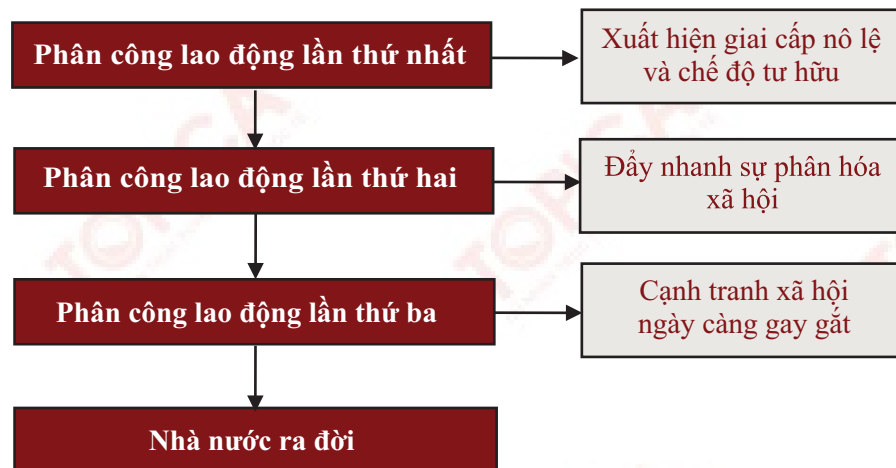 Phân công lao động lần thứ nhất
Xuất hiện giai cấp nô lệ
và chế độ tư hữu
Phân công lao động lần thứ hai
Đẩy nhanh sự phân hóa
xã hội
Phân công lao động lần thứ ba
Cạnh tranh xã hội
ngày càng gay gắt
Nhà nước ra đời